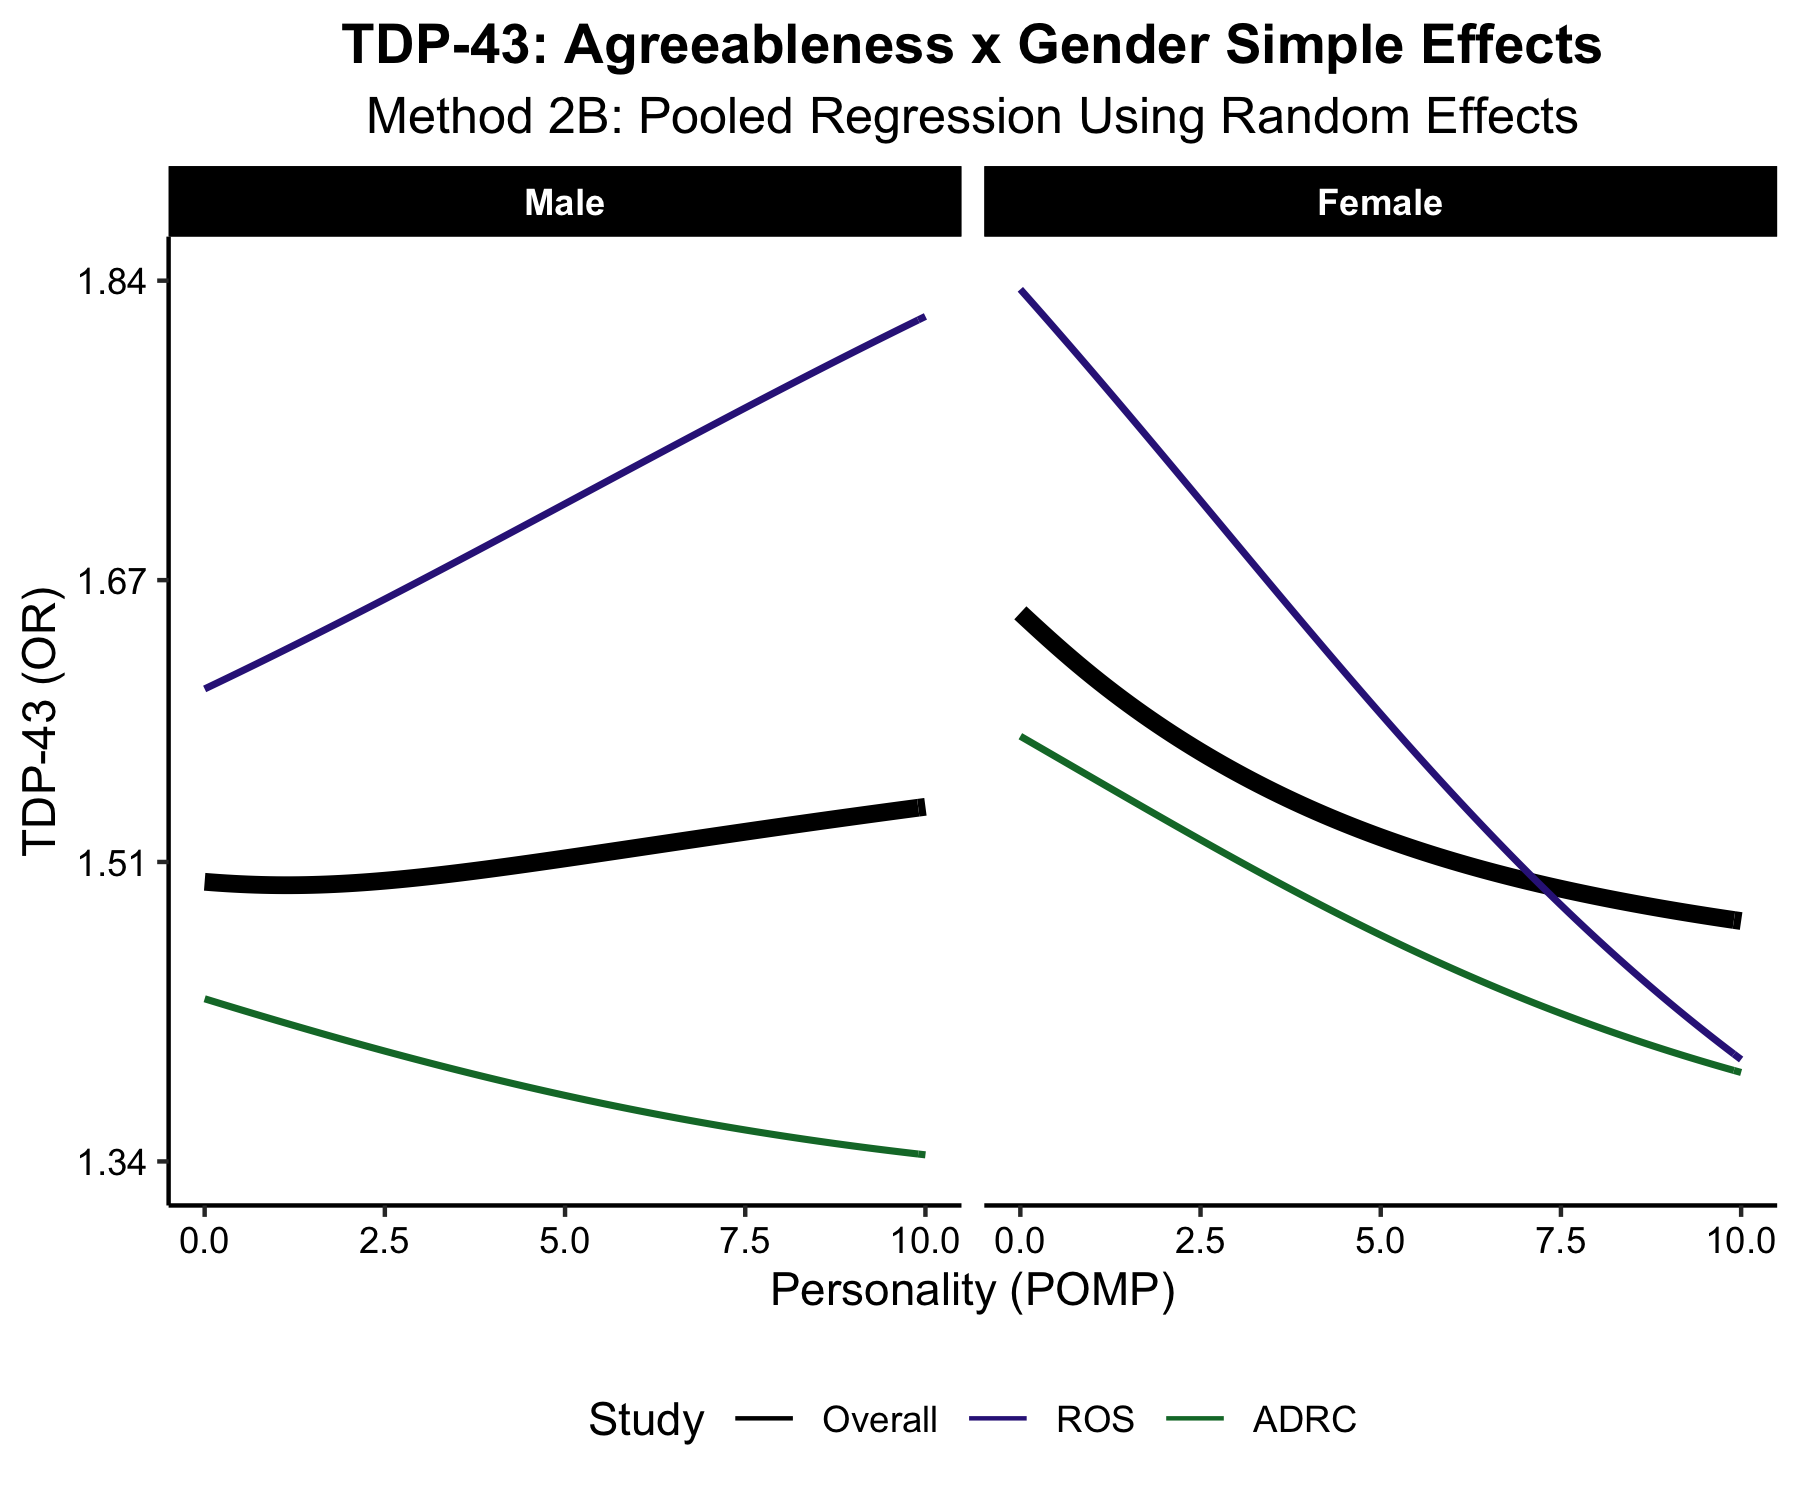 TDP-43: Agreeableness x Gender Simple Effects
Method 2B: Pooled Regression Using Random Effects
Male Female
TDP-43 (OR)
1.84
1.67
1.51
1.34
0.0 2.5 5.0 7.5 10.0 0.0 2.5 5.0 7.5 10.0
Personality (POMP)
Study Overall ROS ADRC